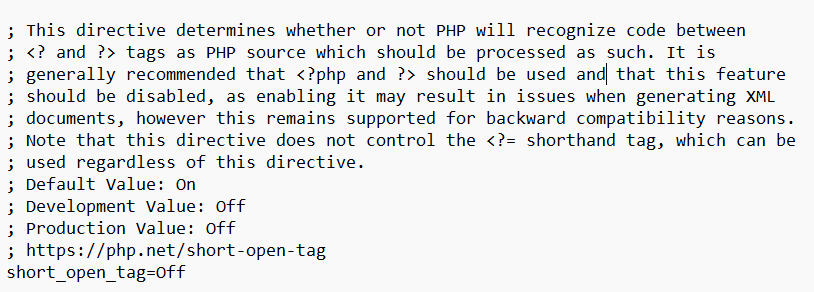 ; This directive determines whether or not PHP will recognize code between
; <? and ?> tags as PHP source which should be processed as such. It is
; generally recommended that <?php and ?> should be used and that this feature
; should be disabled, as enabling it may result in issues when generating XML
; documents, however this remains supported for backward compatibility reasons.
; Note that this directive does not control the <?= shorthand tag, which can be
; used regardless of this directive.
; Default Value: On
; Development Value: Off
; Production Value: Off
; https://php.net/short-open-tag
short_open_tag=Off